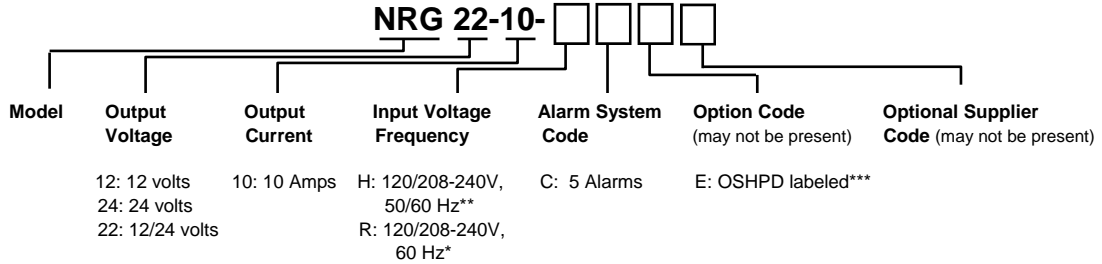 NRG 22-10-
Model Output Voltage Output Current Input Voltage Frequency Alarm System Code Option Code (may not be present) Optional Supplier Code (may not be present)
12: 12 volts 10: 10 Amps H: 120/208-240V, C: 5 Alarms E: OSHPD labeled***
24: 24 volts 50/60 Hz**
22: 12/24 volts R: 120/208-240V,
60 Hz*